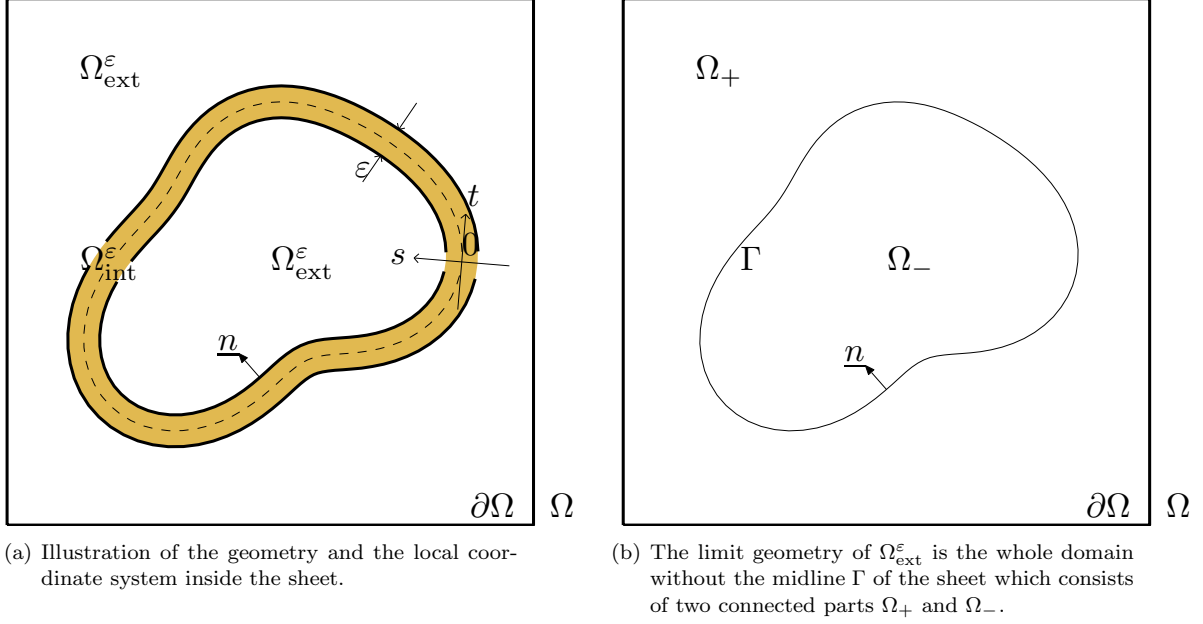 Ω^ε_ext
ε
t
0
Ω^ε_int
Ω^ε_ext
s
n
∂Ω
Ω
(a) Illustration of the geometry and the local coor-
dinate system inside the sheet.
Ω_+
Γ
Ω_−
n
∂Ω
Ω
(b) The limit geometry of Ω^ε_ext is the whole domain
without the midline Γ of the sheet which consists
of two connected parts Ω_+ and Ω_−.